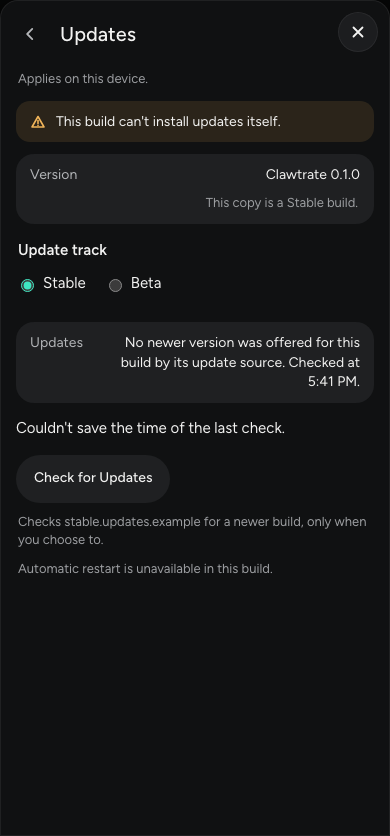 Updates
Applies on this device.
This build can't install updates itself.
Version
Clawtrate 0.1.0
This copy is a Stable build.
Update track
Stable
Beta
Updates
No newer version was offered for this
build by its update source. Checked at
5:41 PM.
Couldn't save the time of the last check.
Check for Updates
Checks stable.updates.example for a newer build, only when
you choose to.
Automatic restart is unavailable in this build.